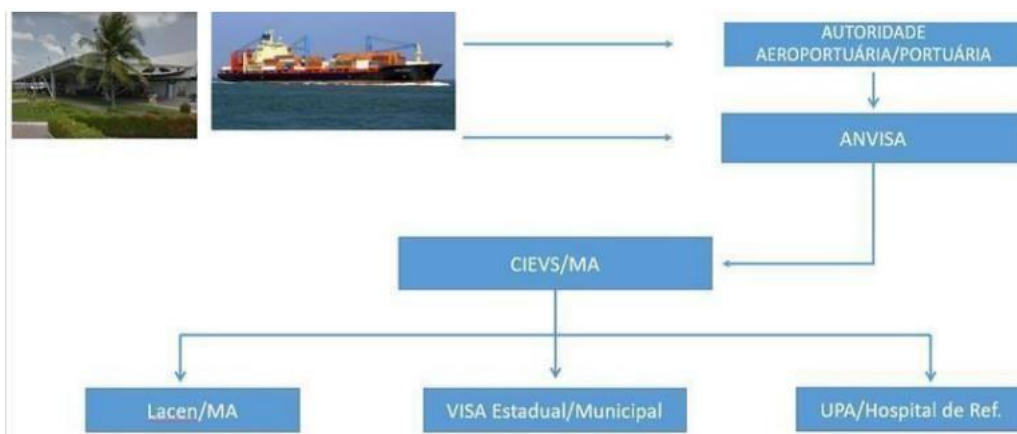 AUTORIDADE
AEROPORTUÁRIA/PORTUÁRIA
ANVISA
CIEVS/MA
Lacen/MA
VISA Estadual/Municipal
UPA/Hospital de Ref.